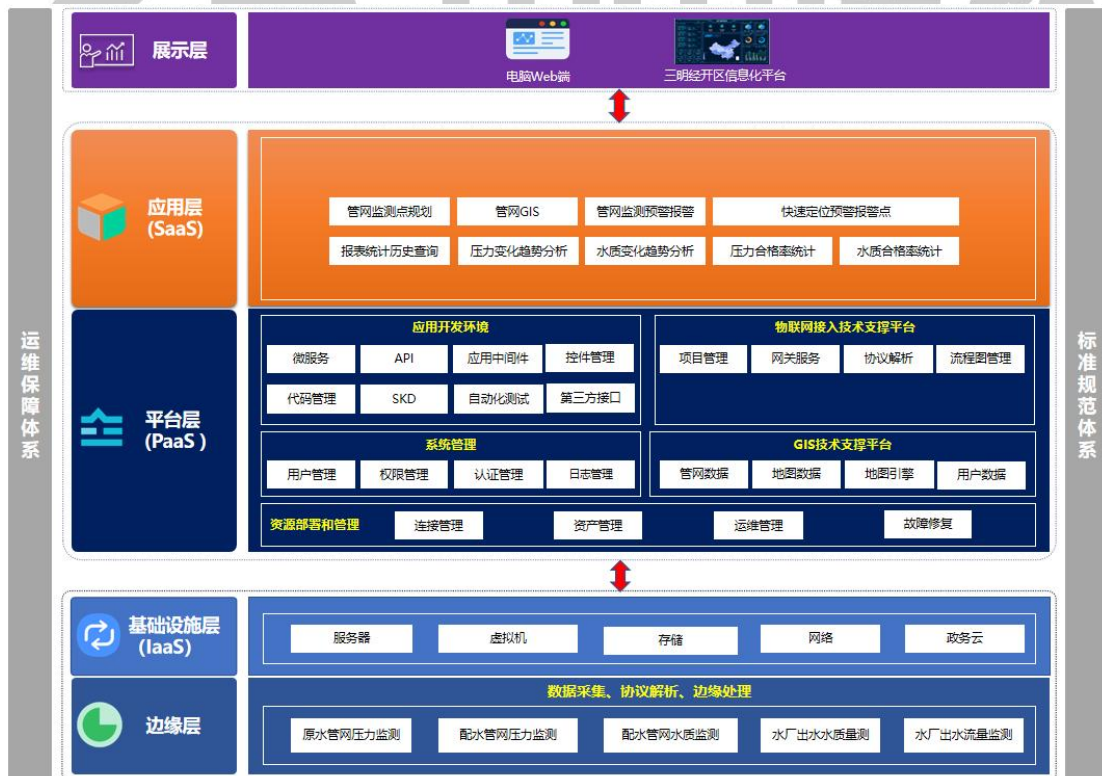 展示层
电脑Web端
三明经开区信息化平台
应用层
(SaaS)
管网监测点规划
管网GIS
管网监测预警报警
快速定位预警报警点
报表统计历史查询
压力变化趋势分析
水质变化趋势分析
压力合格率统计
水质合格率统计
运维保障体系
标准规范体系
平台层
(PaaS )
应用开发环境
微服务
API
应用中间件
控件管理
代码管理
SKD
自动化测试
第三方接口
物联网接入技术支撑平台
项目管理
网关服务
协议解析
流程图管理
系统管理
用户管理
权限管理
认证管理
日志管理
GIS技术支撑平台
管网数据
地图数据
地图引擎
用户数据
资源部署和管理
连接管理
资产管理
运维管理
故障修复
基础设施层
(IaaS)
服务器
虚拟机
存储
网络
政务云
边缘层
数据采集、协议解析、边缘处理
原水管网压力监测
配水管网压力监测
配水管网水质监测
水厂出水水质量测
水厂出水流量监测